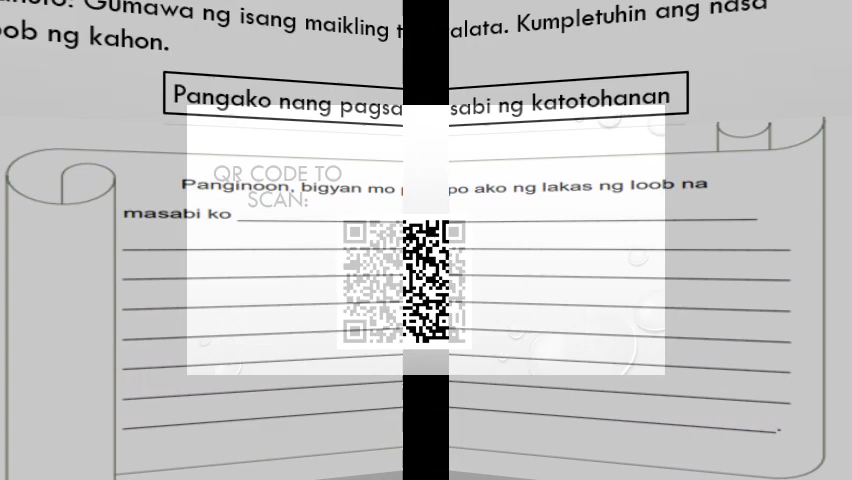 Gumawa ng isang maikling
alata. Kumpletuhin ang nasa
ob ng kahon.
Pangako nang pagsa sabi ng katotohanan
QR CODE TO
SCAN:
Panginoon, bigyan mo po ako ng lakas ng loob na
masabi ko